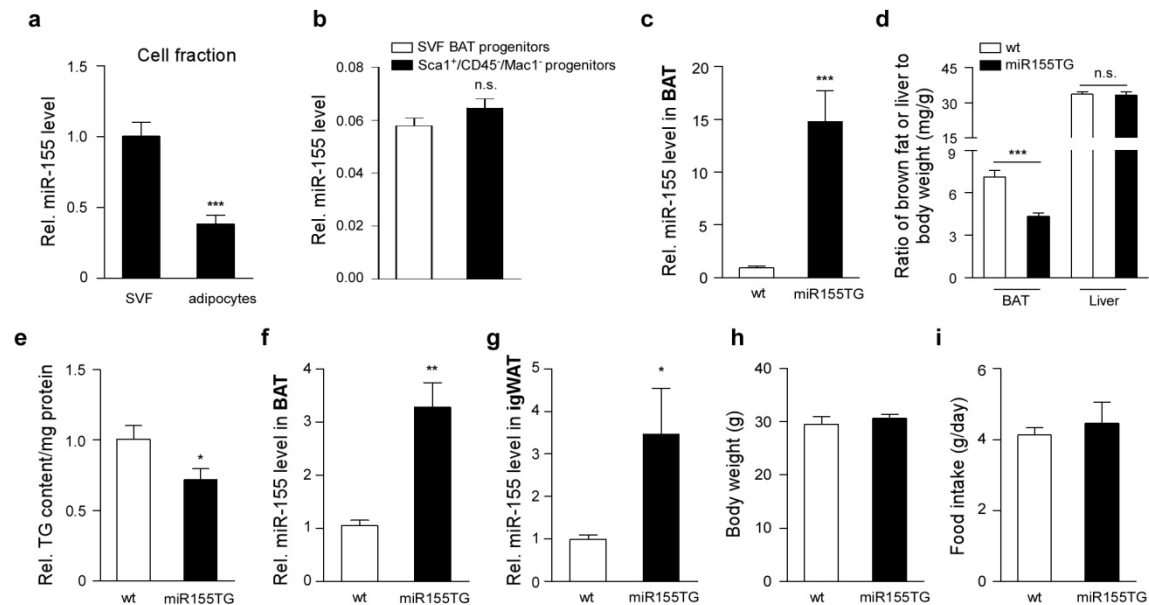 a
Cell fraction
Rel. miR-155 level
1.5
1.0
0.5
0
***
SVF
adipocytes
b
SVF BAT progenitors
Sca1⁺/CD45⁻/Mac1⁻ progenitors
Rel. miR-155 level
0.08
0.06
0.04
0.02
0.00
n.s.
c
Rel. miR-155 level in BAT
20
15
10
5
0
***
wt
miR155TG
d
wt
miR155TG
Ratio of brown fat or liver to
body weight (mg/g)
45
30
15
9
6
3
0
***
n.s.
BAT
Liver
e
Rel. TG content/mg protein
1.5
1.0
0.5
0
*
wt
miR155TG
f
Rel. miR-155 level in BAT
4
3
2
1
0
**
wt
miR155TG
g
Rel. miR-155 level in igWAT
5
4
3
2
1
0
*
wt
miR155TG
h
Body weight (g)
40
30
20
10
0
wt
miR155TG
i
Food intake (g/day)
6
4
2
0
wt
miR155TG